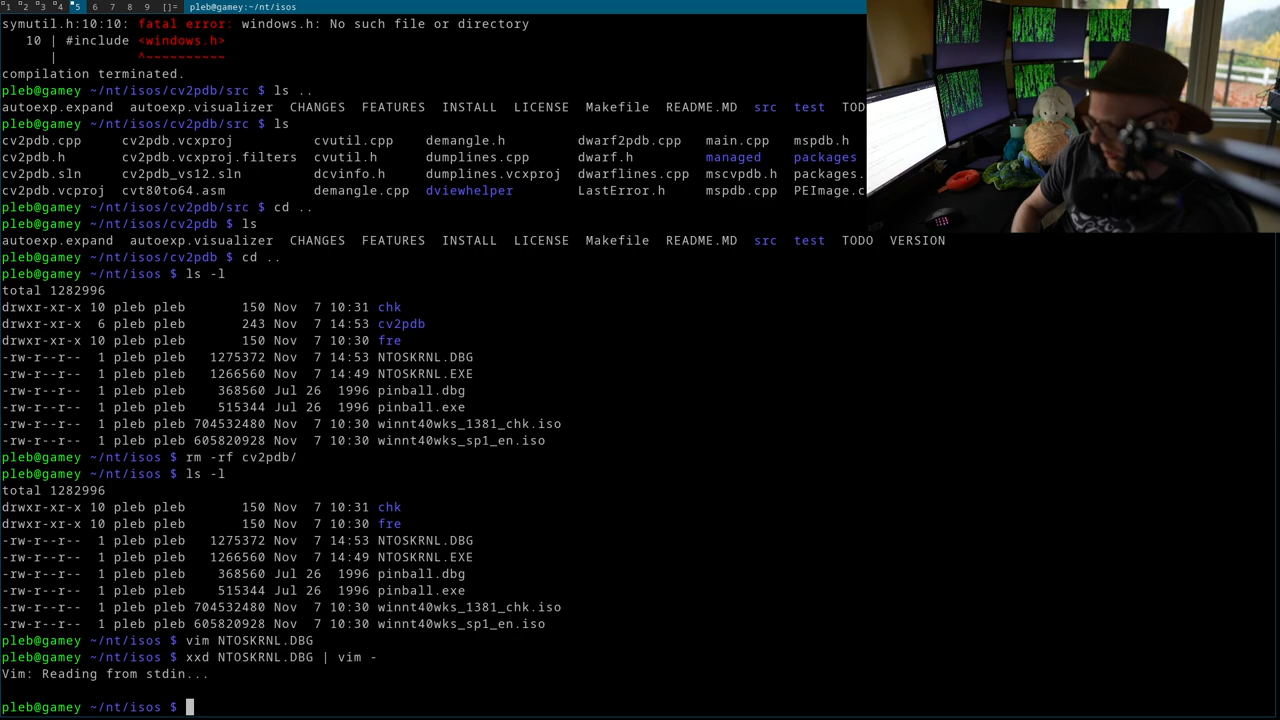 1 2 3 4 5 6 7 8 9 []= pleb@gamey:~/nt/isos
symutil.h:10:10: fatal error: windows.h: No such file or directory
10 | #include <windows.h>
| ^~~~~~~~~~~
compilation terminated.
pleb@gamey ~/nt/isos/cv2pdb/src $ ls ..
autoexp.expand autoexp.visualizer CHANGES FEATURES INSTALL LICENSE Makefile README.MD src test TOD
pleb@gamey ~/nt/isos/cv2pdb/src $ ls
cv2pdb.cpp cv2pdb.vcxproj cvutil.cpp demangle.h dwarf2pdb.cpp main.cpp mspdb.h
cv2pdb.h cv2pdb.vcxproj.filters cvutil.h dumplines.cpp dwarf.h managed packages
cv2pdb.sln cv2pdb_vs12.sln dcvinfo.h dumplines.vcxproj dwarflines.cpp mscvpdb.h packages.c
cv2pdb.vcproj cvt80to64.asm demangle.cpp dviewhelper LastError.h mspdb.cpp PEImage.c
pleb@gamey ~/nt/isos/cv2pdb/src $ cd ..
pleb@gamey ~/nt/isos/cv2pdb $ ls
autoexp.expand autoexp.visualizer CHANGES FEATURES INSTALL LICENSE Makefile README.MD src test TODO VERSION
pleb@gamey ~/nt/isos/cv2pdb $ cd ..
pleb@gamey ~/nt/isos $ ls -l
total 1282996
drwxr-xr-x 10 pleb pleb 150 Nov 7 10:31 chk
drwxr-xr-x 6 pleb pleb 243 Nov 7 14:53 cv2pdb
drwxr-xr-x 10 pleb pleb 150 Nov 7 10:30 fre
-rw-r--r-- 1 pleb pleb 1275372 Nov 7 14:53 NTOSKRNL.DBG
-rw-r--r-- 1 pleb pleb 1266560 Nov 7 14:49 NTOSKRNL.EXE
-rw-r--r-- 1 pleb pleb 368560 Jul 26 1996 pinball.dbg
-rw-r--r-- 1 pleb pleb 515344 Jul 26 1996 pinball.exe
-rw-r--r-- 1 pleb pleb 704532480 Nov 7 10:30 winnt40wks_1381_chk.iso
-rw-r--r-- 1 pleb pleb 605820928 Nov 7 10:30 winnt40wks_sp1_en.iso
pleb@gamey ~/nt/isos $ rm -rf cv2pdb/
pleb@gamey ~/nt/isos $ ls -l
total 1282996
drwxr-xr-x 10 pleb pleb 150 Nov 7 10:31 chk
drwxr-xr-x 10 pleb pleb 150 Nov 7 10:30 fre
-rw-r--r-- 1 pleb pleb 1275372 Nov 7 14:53 NTOSKRNL.DBG
-rw-r--r-- 1 pleb pleb 1266560 Nov 7 14:49 NTOSKRNL.EXE
-rw-r--r-- 1 pleb pleb 368560 Jul 26 1996 pinball.dbg
-rw-r--r-- 1 pleb pleb 515344 Jul 26 1996 pinball.exe
-rw-r--r-- 1 pleb pleb 704532480 Nov 7 10:30 winnt40wks_1381_chk.iso
-rw-r--r-- 1 pleb pleb 605820928 Nov 7 10:30 winnt40wks_sp1_en.iso
pleb@gamey ~/nt/isos $ vim NTOSKRNL.DBG
pleb@gamey ~/nt/isos $ xxd NTOSKRNL.DBG | vim -
Vim: Reading from stdin...
pleb@gamey ~/nt/isos $